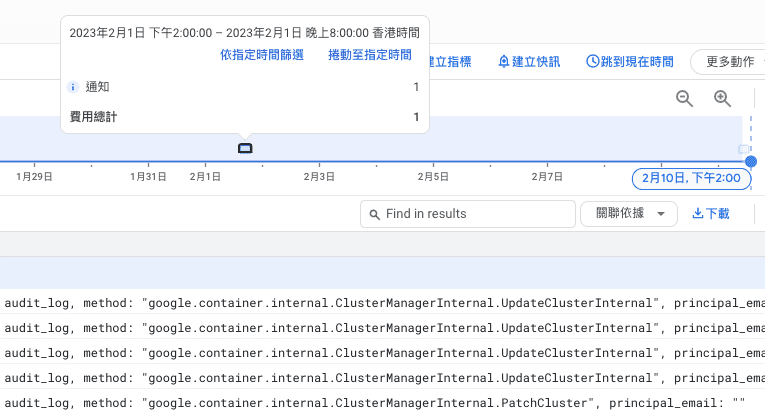 2023年2月1日 下午2:00:00 – 2023年2月1日 晚上8:00:00 香港時間
依指定時間篩選 捲動至指定時間
通知 1
費用總計 1
建立指標 建立快訊 跳到現在時間 更多動作
1月29日 1月31日 2月1日 2月3日 2月5日 2月7日 2月10日, 下午2:00
Find in results 關聯依據 下載
audit_log, method: "google.container.internal.ClusterManagerInternal.UpdateClusterInternal", principal_ema
audit_log, method: "google.container.internal.ClusterManagerInternal.UpdateClusterInternal", principal_ema
audit_log, method: "google.container.internal.ClusterManagerInternal.UpdateClusterInternal", principal_ema
audit_log, method: "google.container.internal.ClusterManagerInternal.UpdateClusterInternal", principal_ema
audit_log, method: "google.container.internal.ClusterManagerInternal.PatchCluster", principal_email: ""